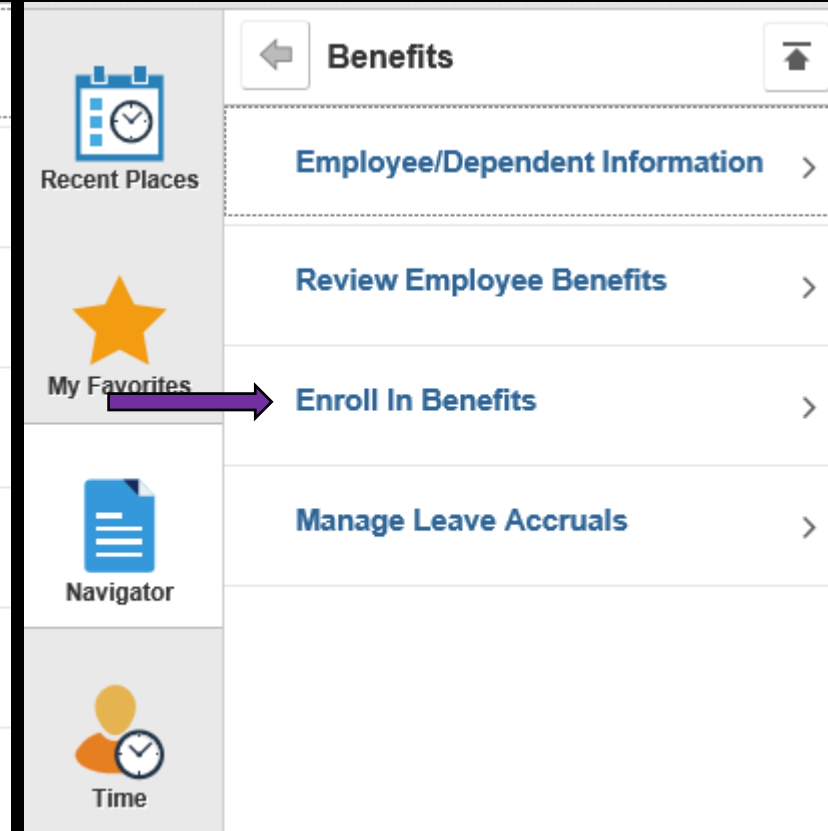 Benefits
Recent Places
Employee/Dependent Information
Review Employee Benefits
My Favorites
Enroll In Benefits
Navigator
Manage Leave Accruals
Time